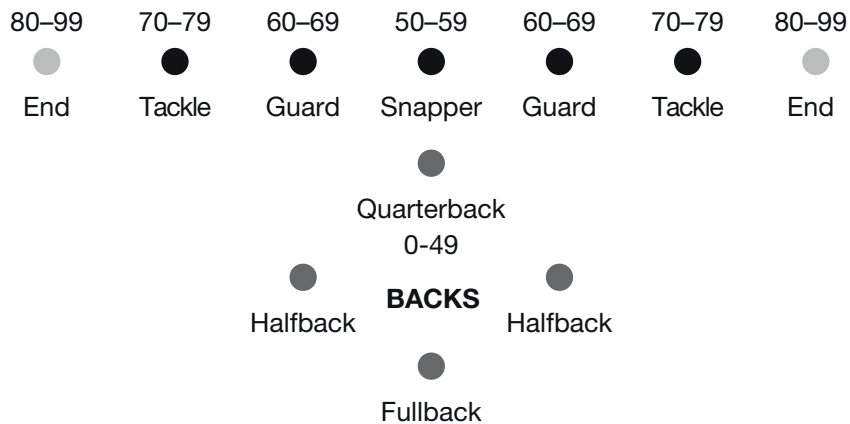 80–99 70–79 60–69 50–59 60–69 70–79 80–99
End Tackle Guard Snapper Guard Tackle End
Quarterback
0-49
BACKS
Halfback Halfback
Fullback